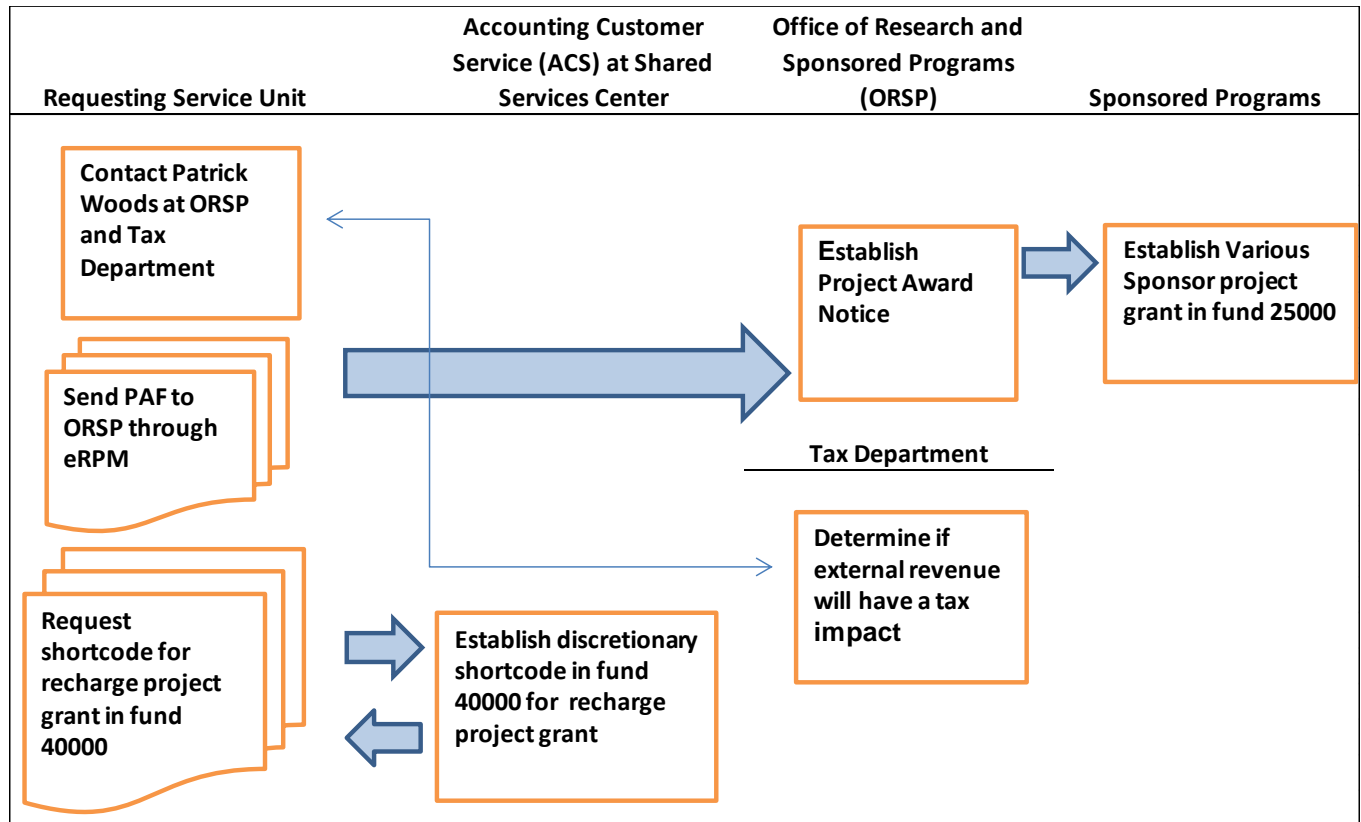 Requesting Service Unit
Accounting Customer
Service (ACS) at Shared
Services Center
Office of Research and
Sponsored Programs
(ORSP)
Sponsored Programs
Contact Patrick
Woods at ORSP
and Tax
Department
Establish
Project Award
Notice
Establish Various
Sponsor project
grant in fund 25000
Send PAF to
ORSP through
eRPM
Tax Department
Determine if
external revenue
will have a tax
impact
Request
shortcode for
recharge project
grant in fund
40000
Establish discretionary
shortcode in fund
40000 for recharge
project grant